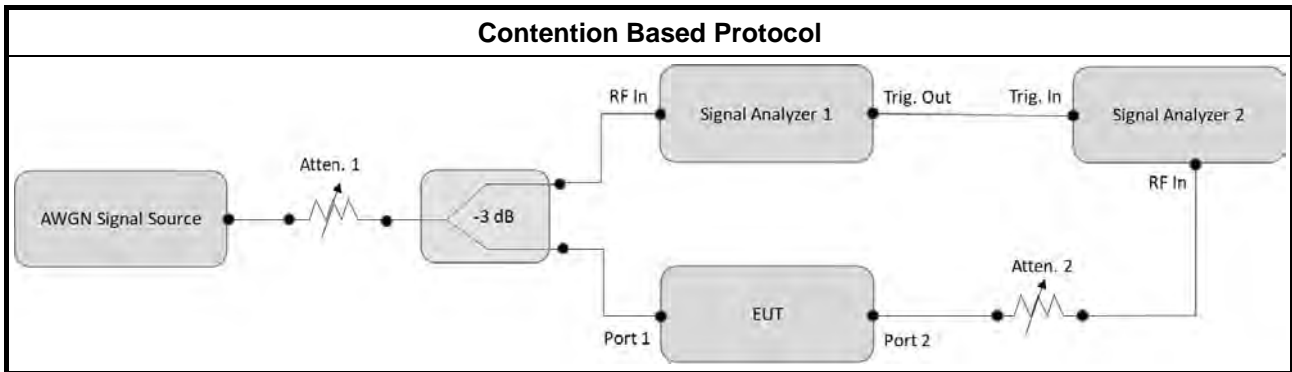 Contention Based Protocol
RF In
Signal Analyzer 1
Trig. Out
Trig. In
Signal Analyzer 2
RF In
Atten. 1
AWGN Signal Source
-3 dB
Atten. 2
EUT
Port 1
Port 2